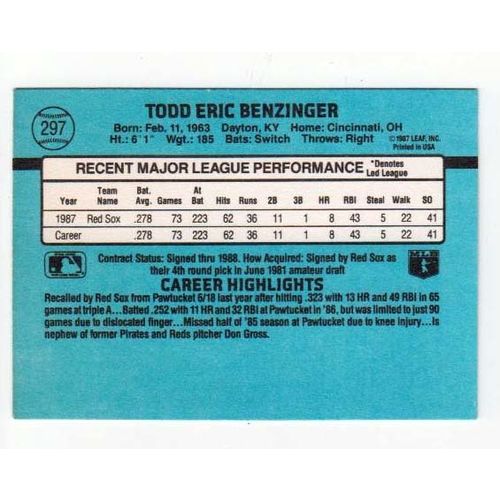 297
TODD ERIC BENZINGER
Born: Feb. 11, 1963 Dayton, KY Home: Cincinnati, OH
Ht.: 6'1" Wgt.: 185 Bats: Switch Throws: Right
©1987 LEAF, INC.
Printed in USA
RECENT MAJOR LEAGUE PERFORMANCE *Denotes Led League
Year Team Name Bat. Avg. Games At Bat Hits Runs 2B 3B HR RBI Steal Walk SO
1987 Red Sox .278 73 223 62 36 11 1 8 43 5 22 41
Career .278 73 223 62 36 11 1 8 43 5 22 41
Contract Status: Signed thru 1988. How Acquired: Signed by Red Sox as
their 4th round pick in June 1981 amateur draft
CAREER HIGHLIGHTS
Recalled by Red Sox from Pawtucket 6/18 last year after hitting .323 with 13 HR and 49 RBI in 65
games at triple A...Batted .252 with 11 HR and 32 RBI at Pawtucket in '86, but was limited to just 90
games due to dislocated finger...Missed half of '85 season at Pawtucket due to knee injury...Is
nephew of former Pirates and Reds pitcher Don Gross.